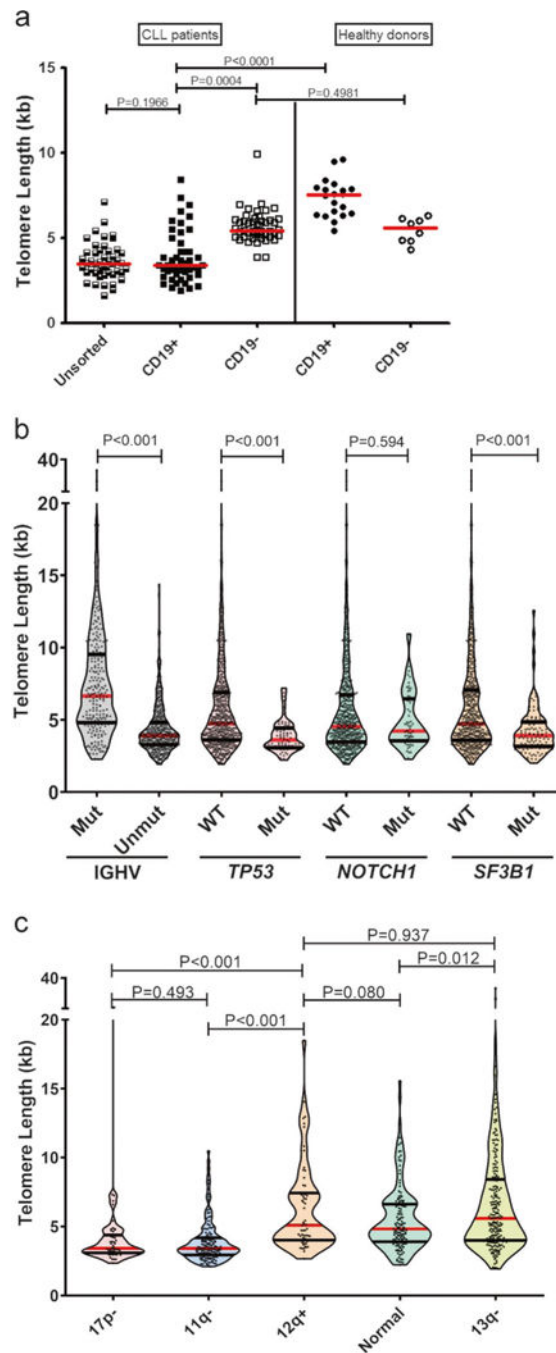 a
CLL patients Healthy donors
P<0.0001
P=0.0004
P=0.1966 P=0.4981
Telomere Length (kb)
15
10
5
0
Unsorted CD19+ CD19- CD19+ CD19-
b
P<0.001 P<0.001 P=0.594 P<0.001
Telomere Length (kb)
40
20
15
10
5
0
Mut Unmut WT Mut WT Mut WT Mut
IGHV TP53 NOTCH1 SF3B1
c
P=0.937
P<0.001 P=0.012
P=0.493 P=0.080
P<0.001
Telomere Length (kb)
40
20
15
10
5
0
17p- 11q- 12q+ Normal 13q-